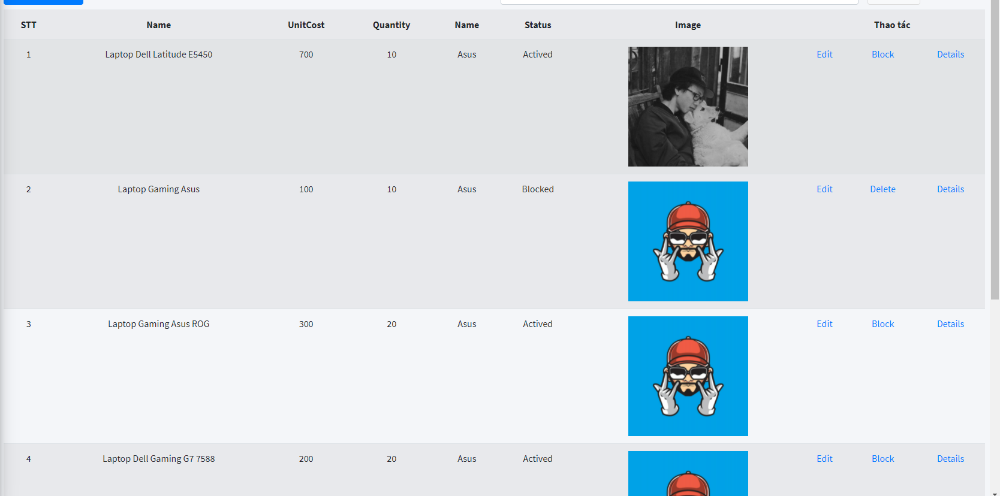 STT Name UnitCost Quantity Name Status Image Thao tác
1 Laptop Dell Latitude E5450 700 10 Asus Actived Edit Block Details
2 Laptop Gaming Asus 100 10 Asus Blocked Edit Delete Details
3 Laptop Gaming Asus ROG 300 20 Asus Actived Edit Block Details
4 Laptop Dell Gaming G7 7588 200 20 Asus Actived Edit Block Details